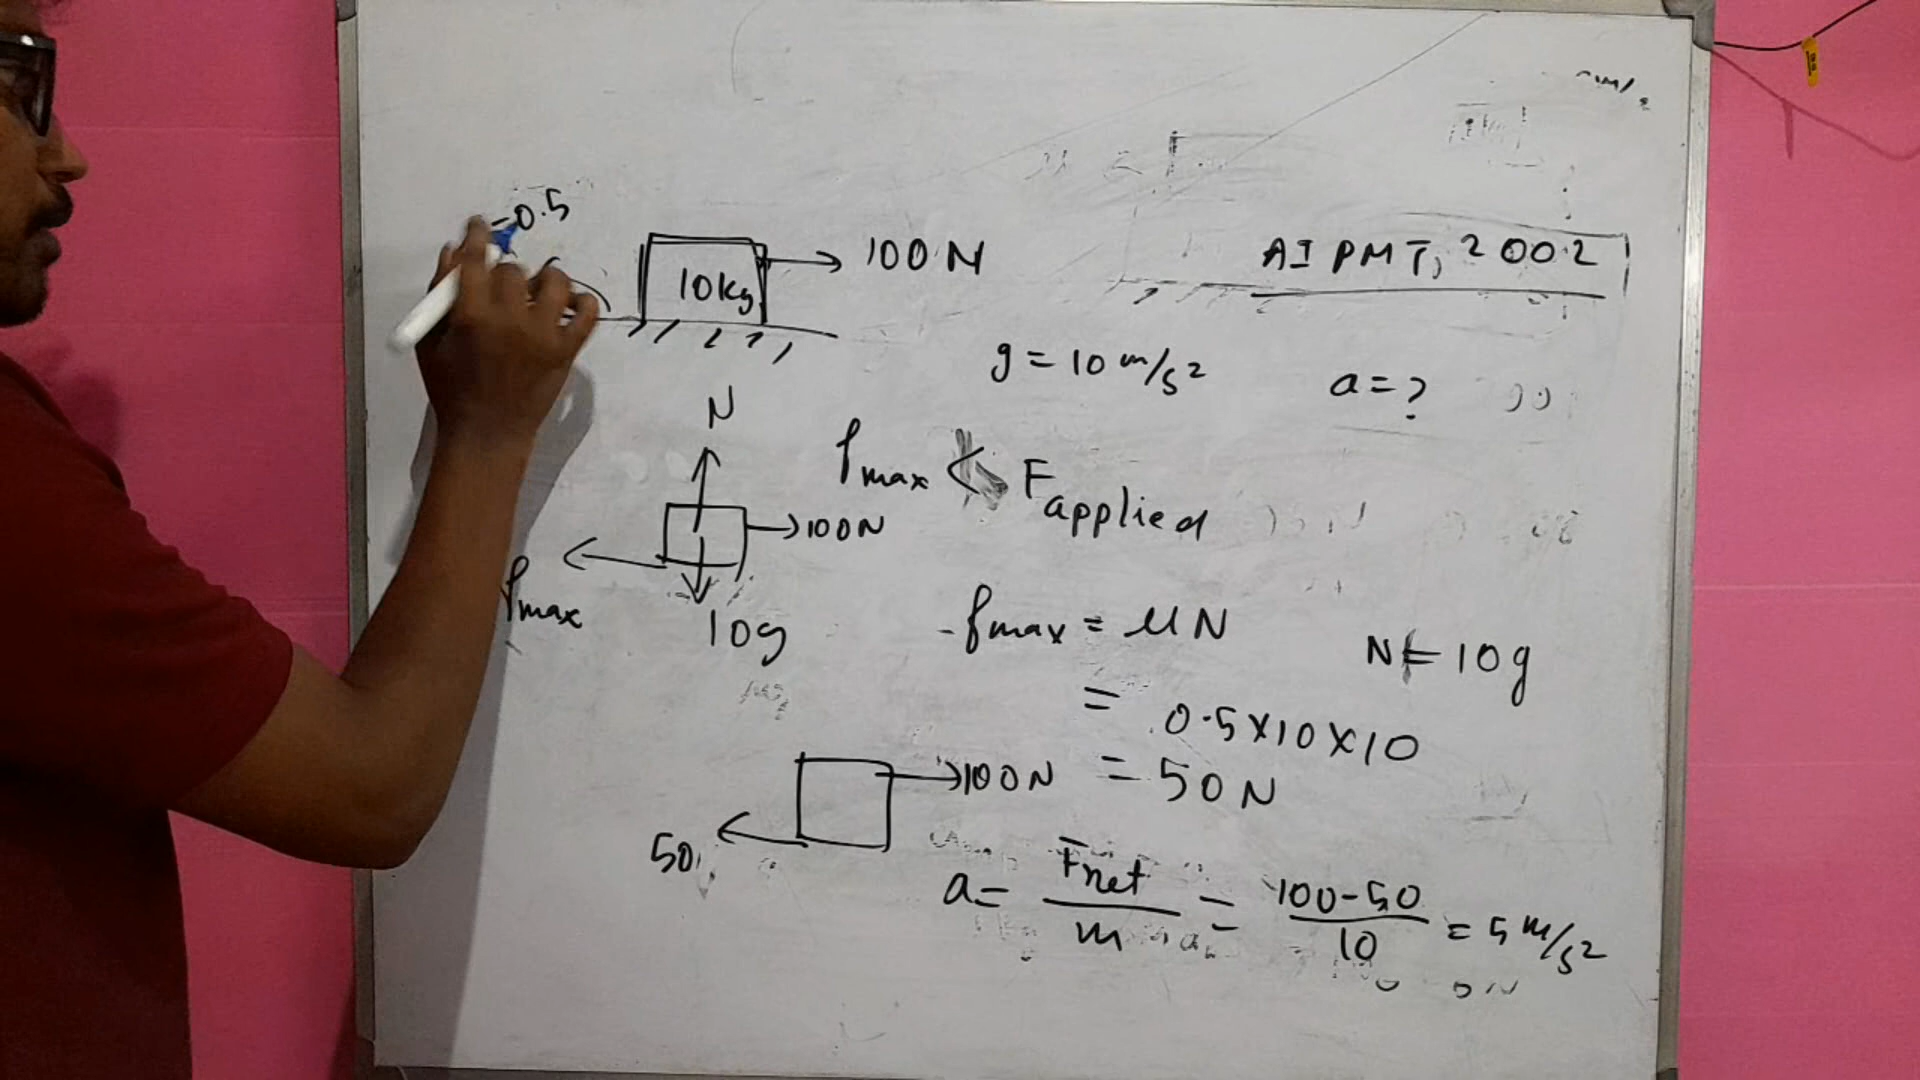 =0.5
10kg
100 N
AIPMT, 2002
g = 10 m/s²
a = ?
N
fmax < Fapplied
100N
fmax
10g
fmax = μN
N = 10g
= 0.5×10×10
= 50N
100N
50
a = Fnet/m = 100-50/10 = 5 m/s²